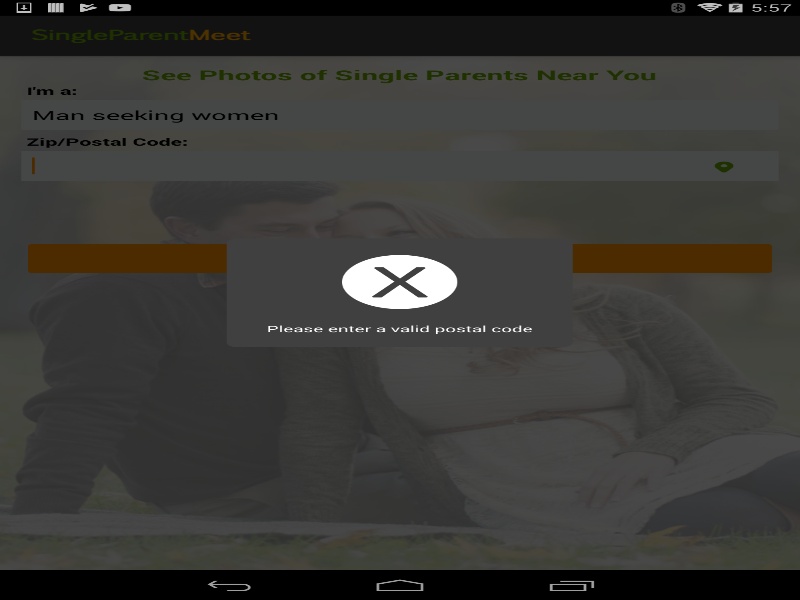 5:57
SingleParentMeet
See Photos of Single Parents Near You
I'm a:
Man seeking women
Zip/Postal Code:
Please enter a valid postal code